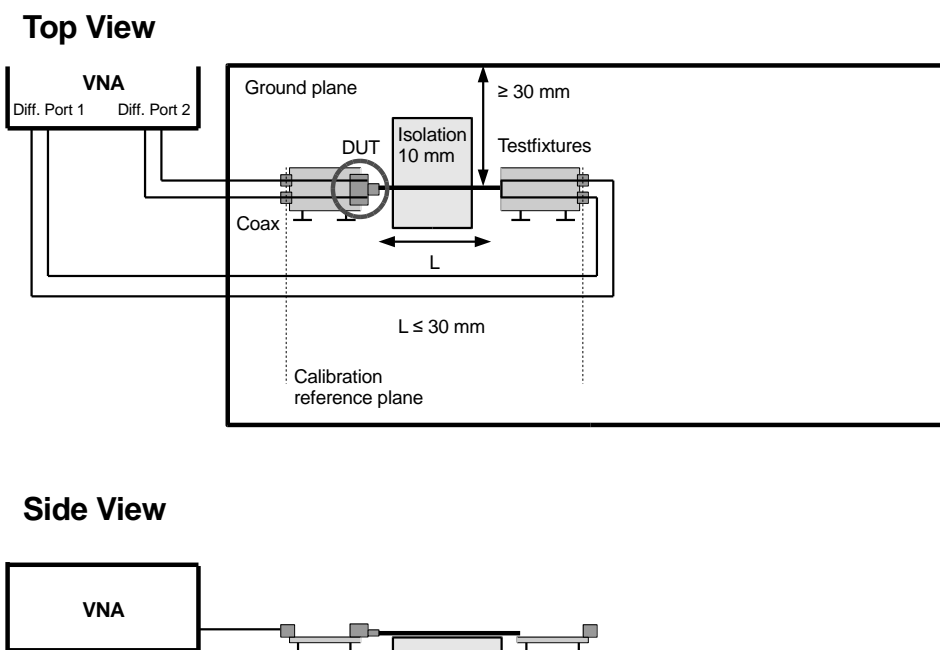 Top View
VNA
Diff. Port 1
Diff. Port 2
Ground plane
≥ 30 mm
DUT
Isolation
10 mm
Testfixtures
Coax
L
L ≤ 30 mm
Calibration
reference plane
Side View
VNA